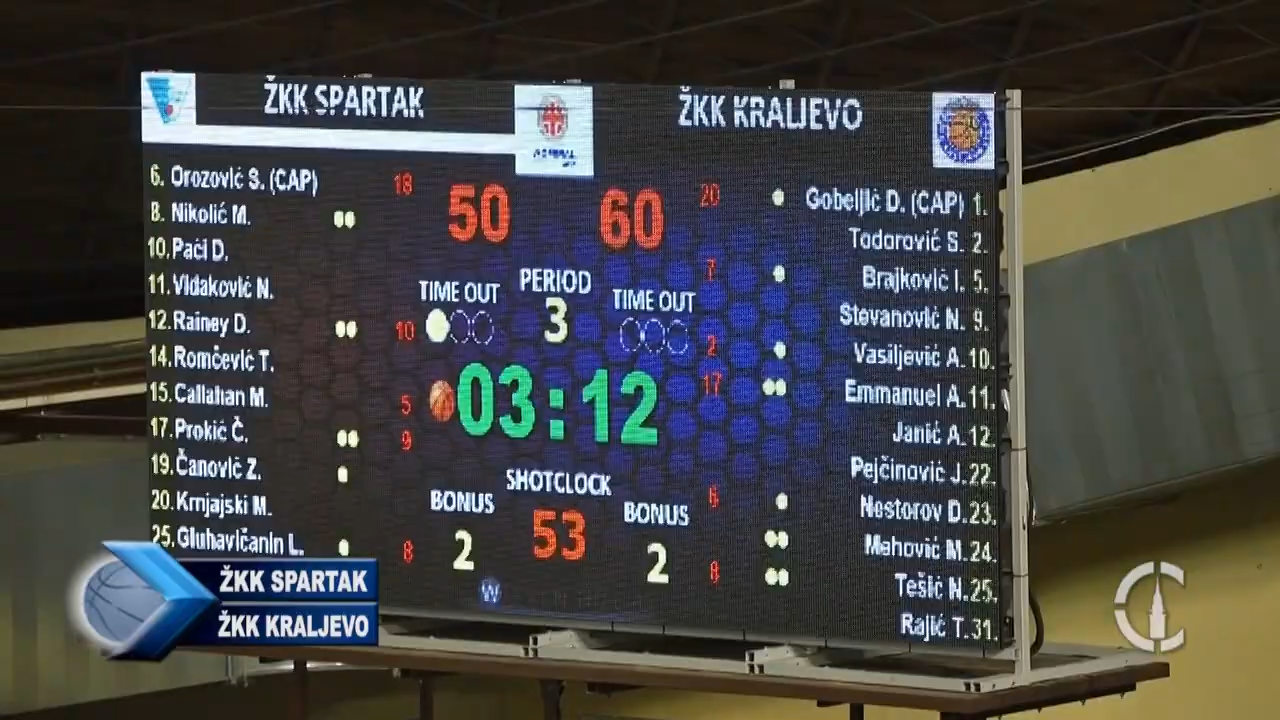 ŽKK SPARTAK
ŽKK KRALJEVO
6. Orozović S. (CAP) 18
8. Nikolić M.
10. Paći D.
11. Vidaković N.
12. Rainey D. 10
14. Romčević T.
15. Callahan M. 5
17. Prokić Č. 9
19. Čanović Z.
20. Krnjajski M.
25. Gluhavičanin L. 8
50 60
PERIOD
3
TIME OUT TIME OUT
03:12
SHOTCLOCK
53
BONUS BONUS
2 2
W
20 Gobeljić D. (CAP) 1.
Todorović S. 2.
7 Brajković I. 5.
Stevanović N. 9.
2 Vasiljević A. 10.
17 Emmanuel A. 11.
Janić A. 12.
Pejčinović J. 22.
6 Nestorov D. 23.
Mehović M. 24.
8 Tešić N. 25.
Rajić T. 31.
ŽKK SPARTAK
ŽKK KRALJEVO